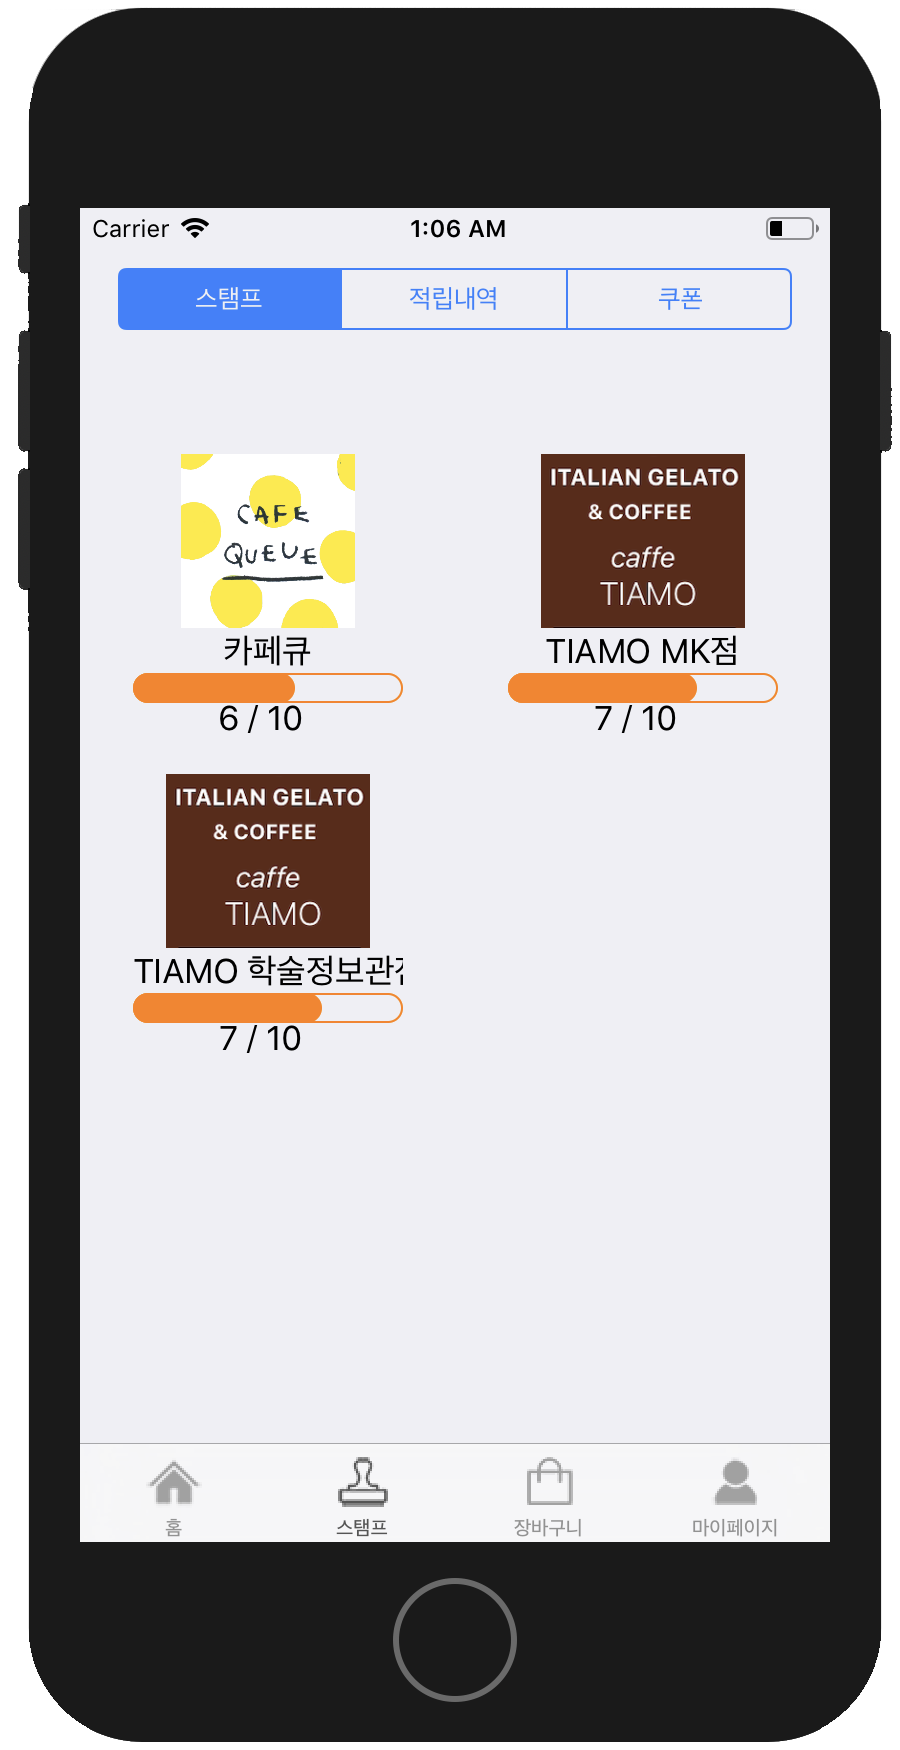 Carrier 1:06 AM
스탬프 적립내역 쿠폰
CAFE
QUEUE
카페큐
6 / 10
ITALIAN GELATO
& COFFEE
caffe
TIAMO
TIAMO MK점
7 / 10
ITALIAN GELATO
& COFFEE
caffe
TIAMO
TIAMO 학술정보관
7 / 10
홈 스탬프 장바구니 마이페이지